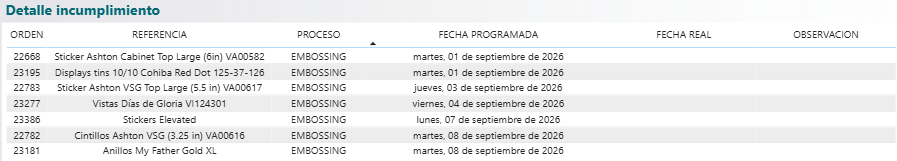 Detalle incumplimiento
ORDEN REFERENCIA PROCESO FECHA PROGRAMADA FECHA REAL OBSERVACION
22668 Sticker Ashton Cabinet Top Large (6in) VA00582 EMBOSSING martes, 01 de septiembre de 2026
23195 Displays tins 10/10 Cohiba Red Dot 125-37-126 EMBOSSING martes, 01 de septiembre de 2026
22783 Sticker Ashton VSG Top Large (5.5 in) VA00617 EMBOSSING jueves, 03 de septiembre de 2026
23277 Vistas Días de Gloria VI124301 EMBOSSING viernes, 04 de septiembre de 2026
23386 Stickers Elevated EMBOSSING lunes, 07 de septiembre de 2026
22782 Cintillos Ashton VSG (3.25 in) VA00616 EMBOSSING martes, 08 de septiembre de 2026
23181 Anillos My Father Gold XL EMBOSSING martes, 08 de septiembre de 2026